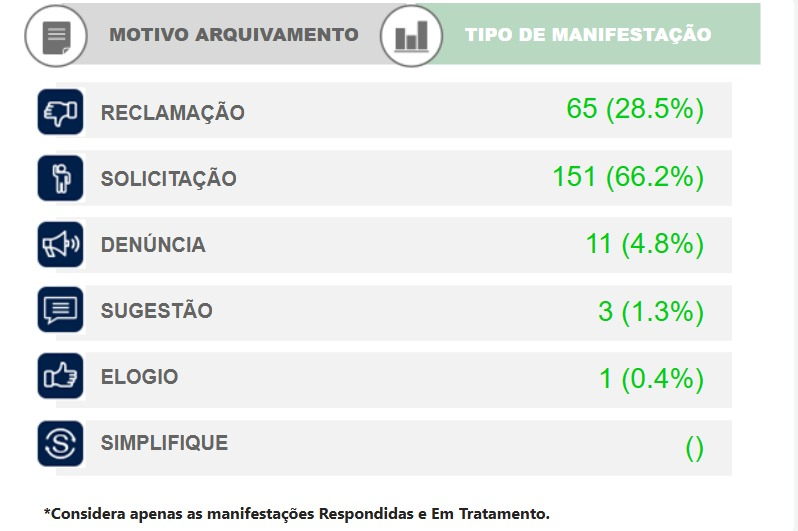 MOTIVO ARQUIVAMENTO
TIPO DE MANIFESTAÇÃO
RECLAMAÇÃO 65 (28.5%)
SOLICITAÇÃO 151 (66.2%)
DENÚNCIA 11 (4.8%)
SUGESTÃO 3 (1.3%)
ELOGIO 1 (0.4%)
SIMPLIFIQUE ()
*Considera apenas as manifestações Respondidas e Em Tratamento.